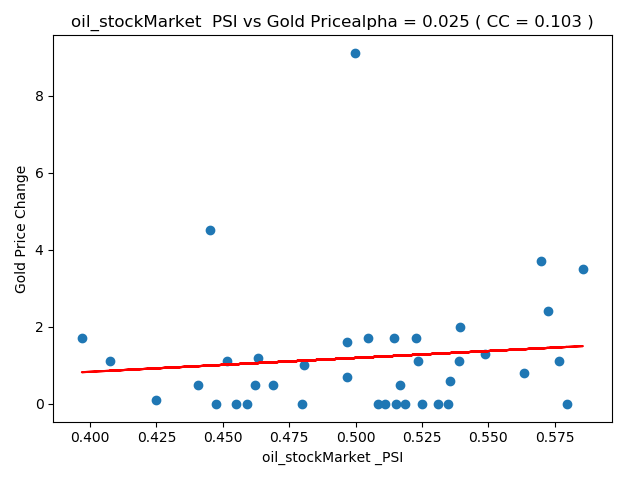 oil_stockMarket  PSI vs Gold Pricealpha = 0.025 ( CC = 0.103 )
Gold Price Change
8
6
4
2
0
0.400 0.425 0.450 0.475 0.500 0.525 0.550 0.575
oil_stockMarket _PSI